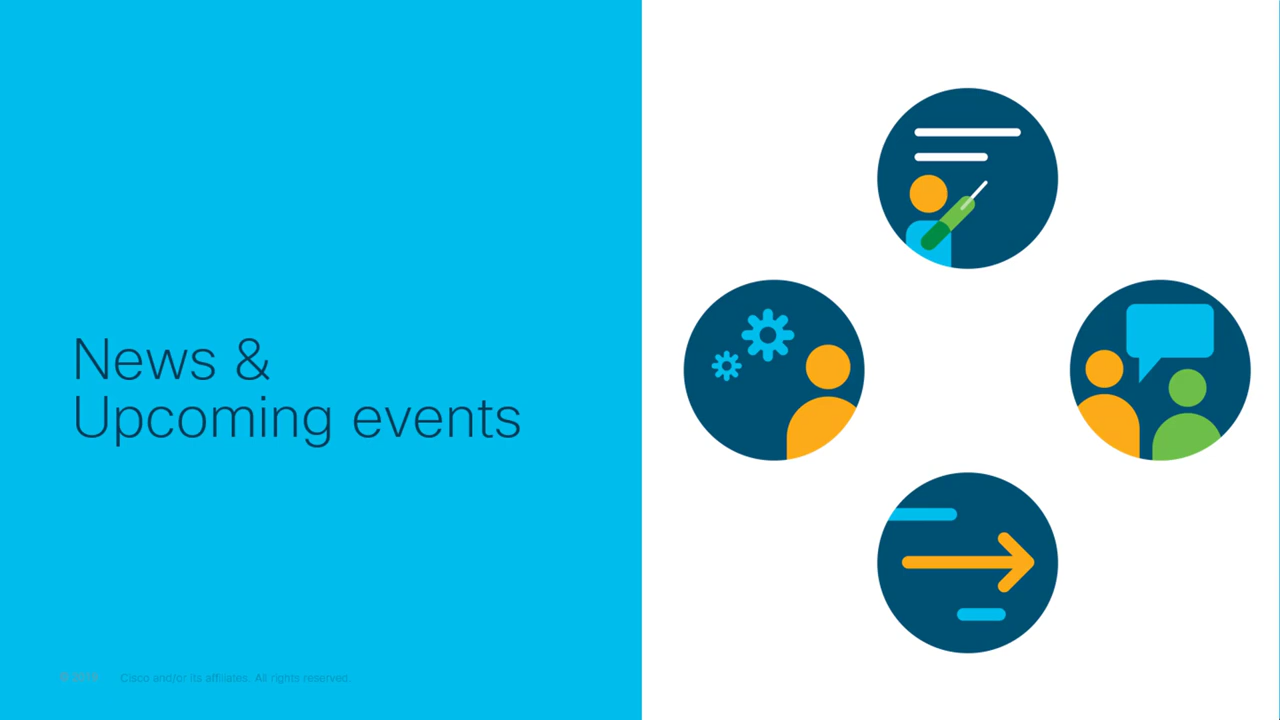 News &
Upcoming events
Cisco and/or its affiliates. All rights reserved.